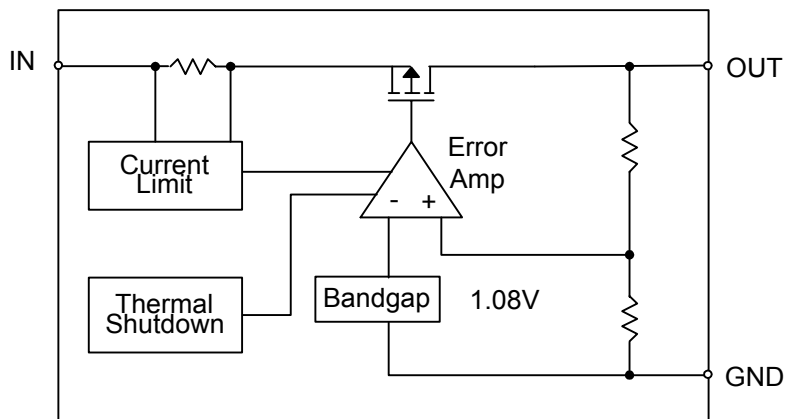 IN
OUT
Error
Amp
Current
Limit
- +
Thermal
Shutdown
Bandgap
1.08V
GND